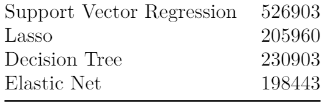 Support Vector Regression 526903
Lasso 205960
Decision Tree 230903
Elastic Net 198443